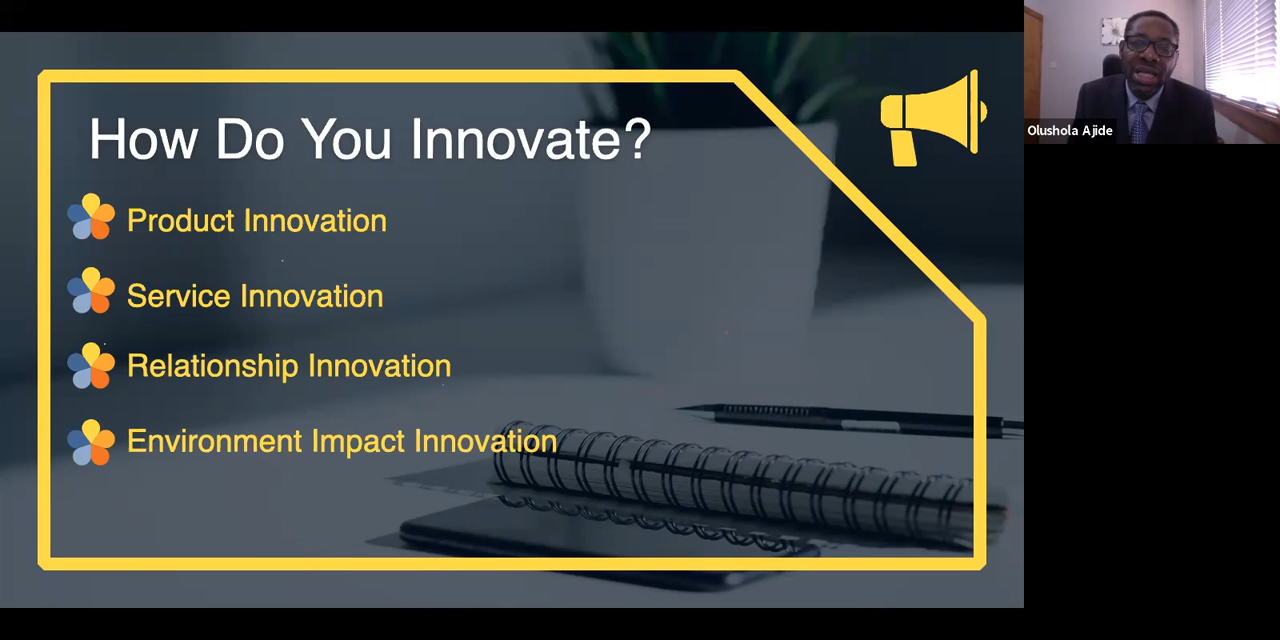 How Do You Innovate?
Product Innovation
Service Innovation
Relationship Innovation
Environment Impact Innovation
Olushola Ajide